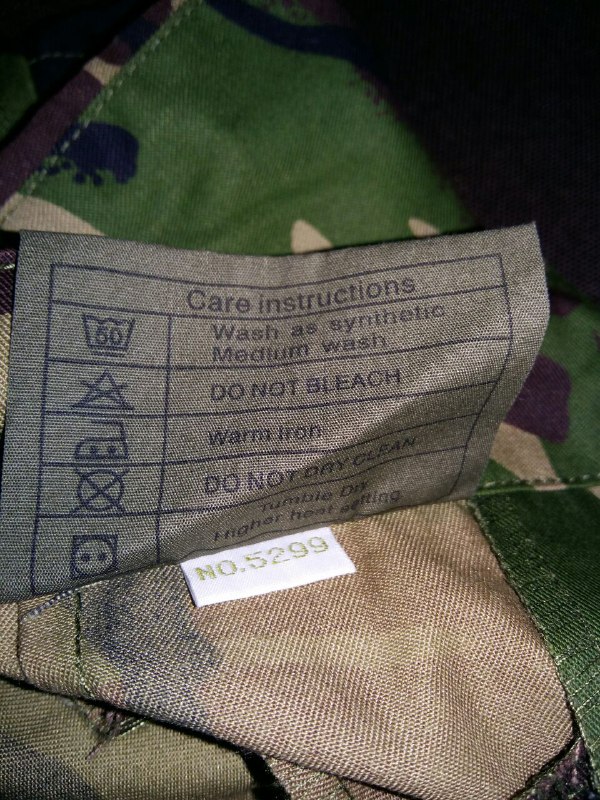 Care instructions
60
Wash as synthetic
Medium wash
DO NOT BLEACH
Warm Iron
DO NOT DRY CLEAN
Tumble Dry
Higher heat setting
NO.5299